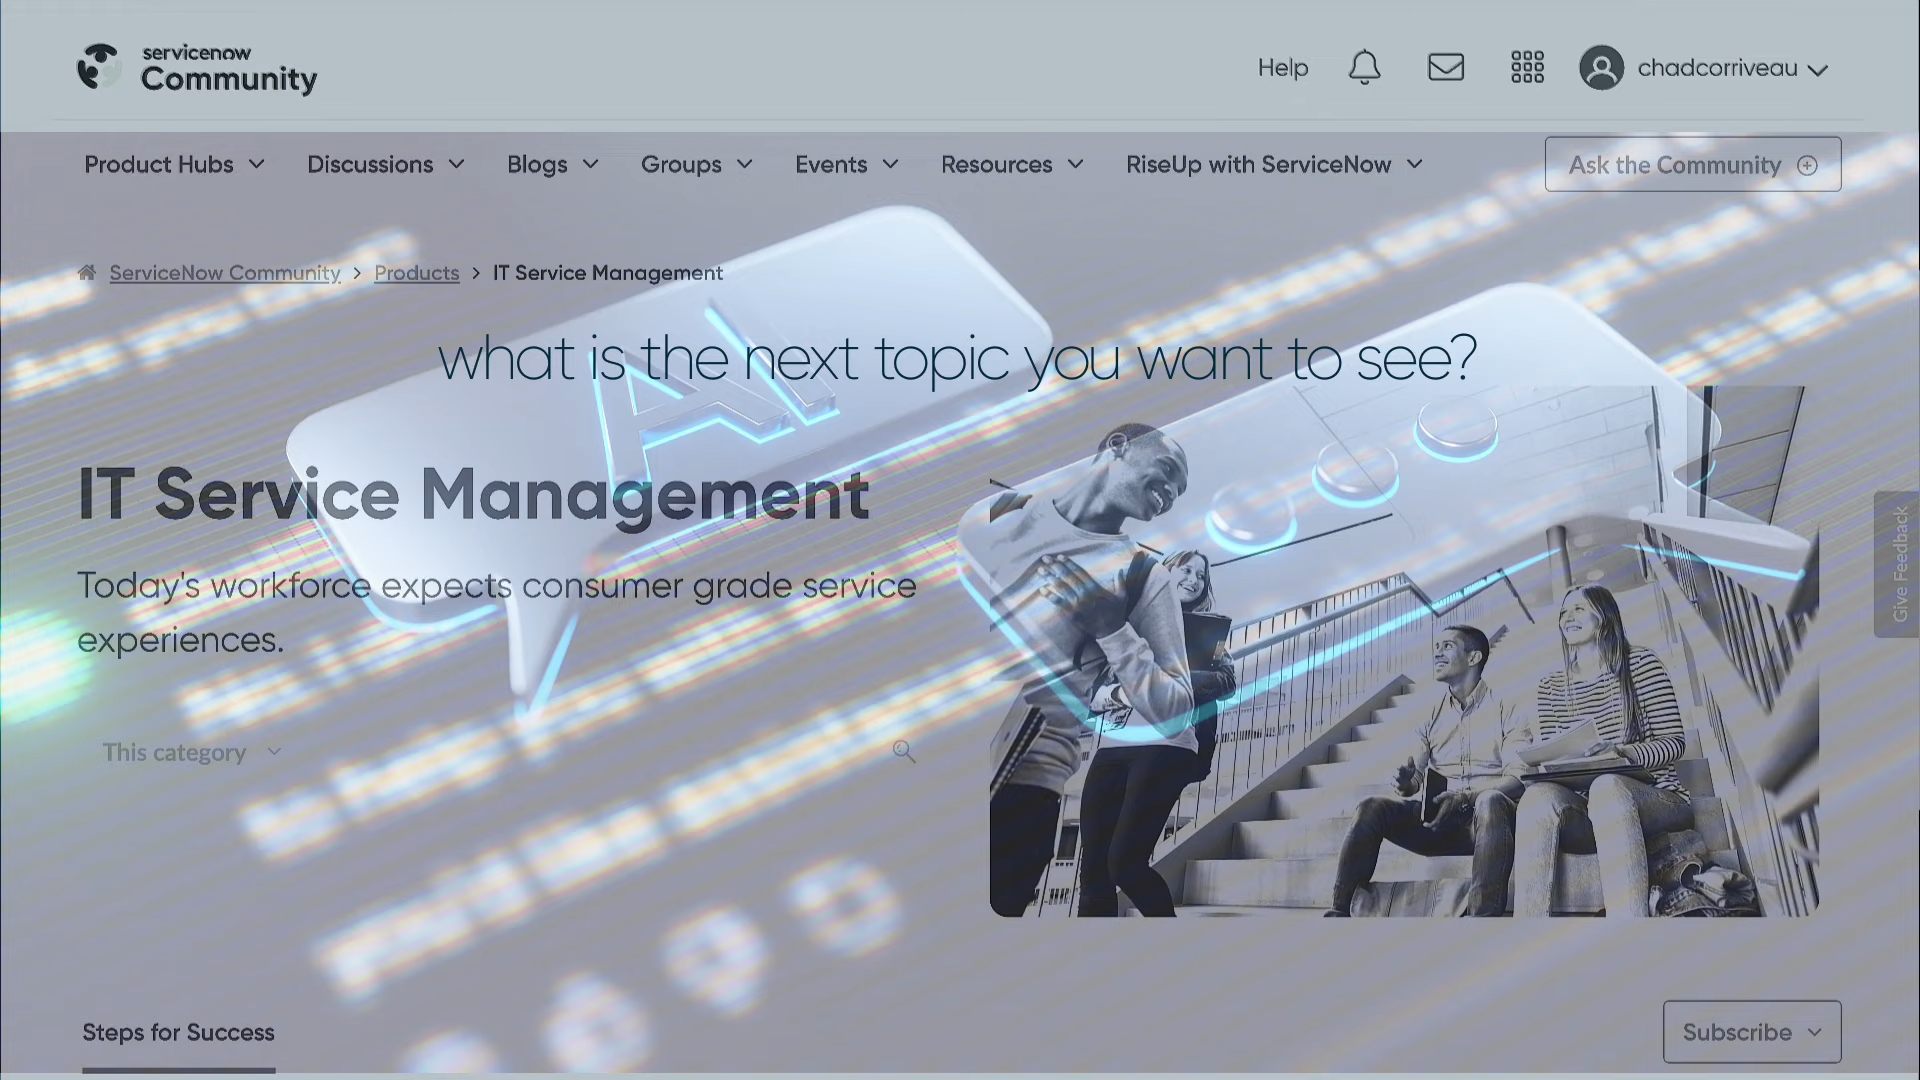 servicenow
Community
Help
chadcorriveau
Product Hubs
Discussions
Blogs
Groups
Events
Resources
RiseUp with ServiceNow
Ask the Community
ServiceNow Community > Products > IT Service Management
what is the next topic you want to see?
AI
IT Service Management
Today's workforce expects consumer grade service
experiences.
Give Feedback
This category
Steps for Success
Subscribe